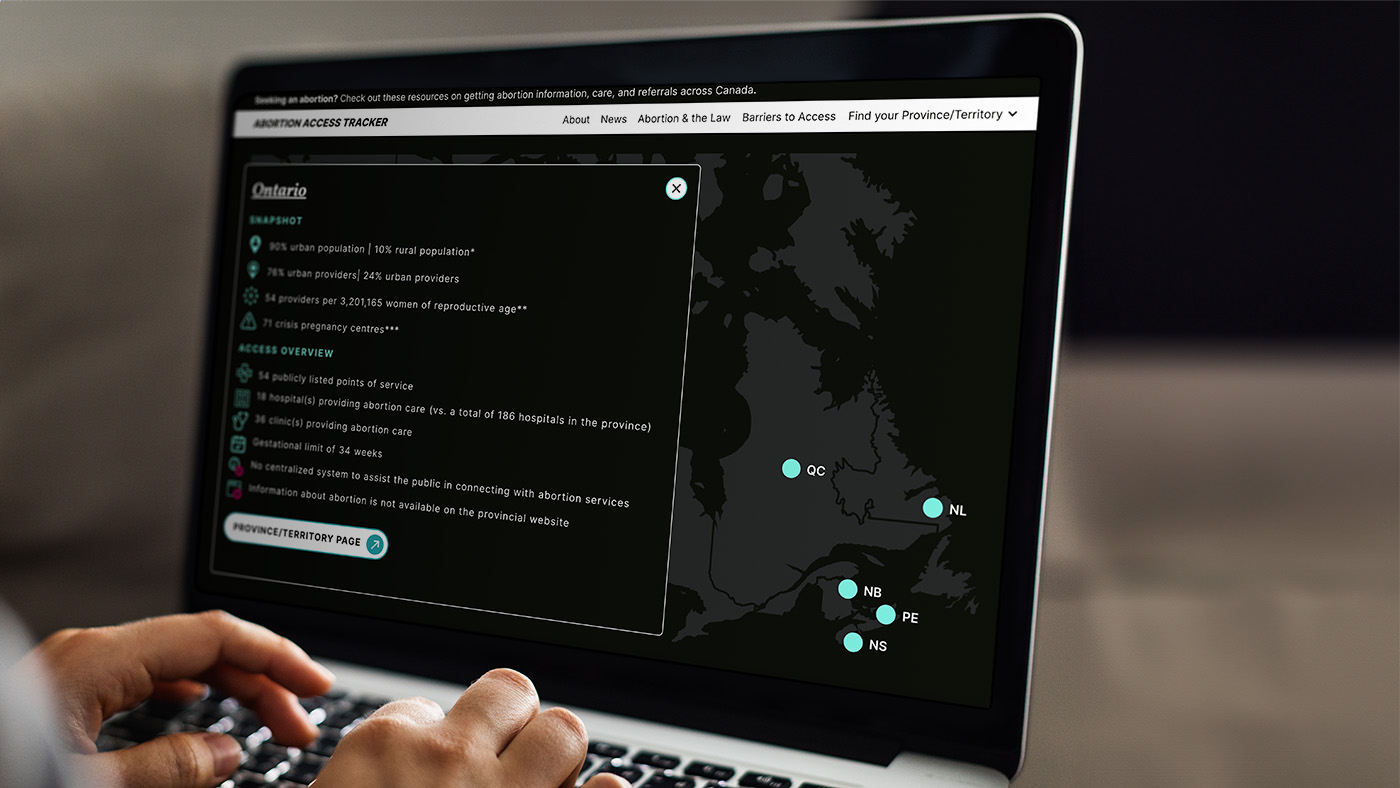 Seeking an abortion? Check out these resources on getting abortion information, care, and referrals across Canada.
ABORTION ACCESS TRACKER
About News Abortion & the Law Barriers to Access Find your Province/Territory
Ontario
SNAPSHOT
90% urban population | 10% rural population*
76% urban providers| 24% urban providers
54 providers per 3,201,165 women of reproductive age**
71 crisis pregnancy centres***
ACCESS OVERVIEW
54 publicly listed points of service
18 hospital(s) providing abortion care (vs. a total of 186 hospitals in the province)
36 clinic(s) providing abortion care
Gestational limit of 34 weeks
No centralized system to assist the public in connecting with abortion services
Information about abortion is not available on the provincial website
PROVINCE/TERRITORY PAGE
QC
NL
NB
PE
NS